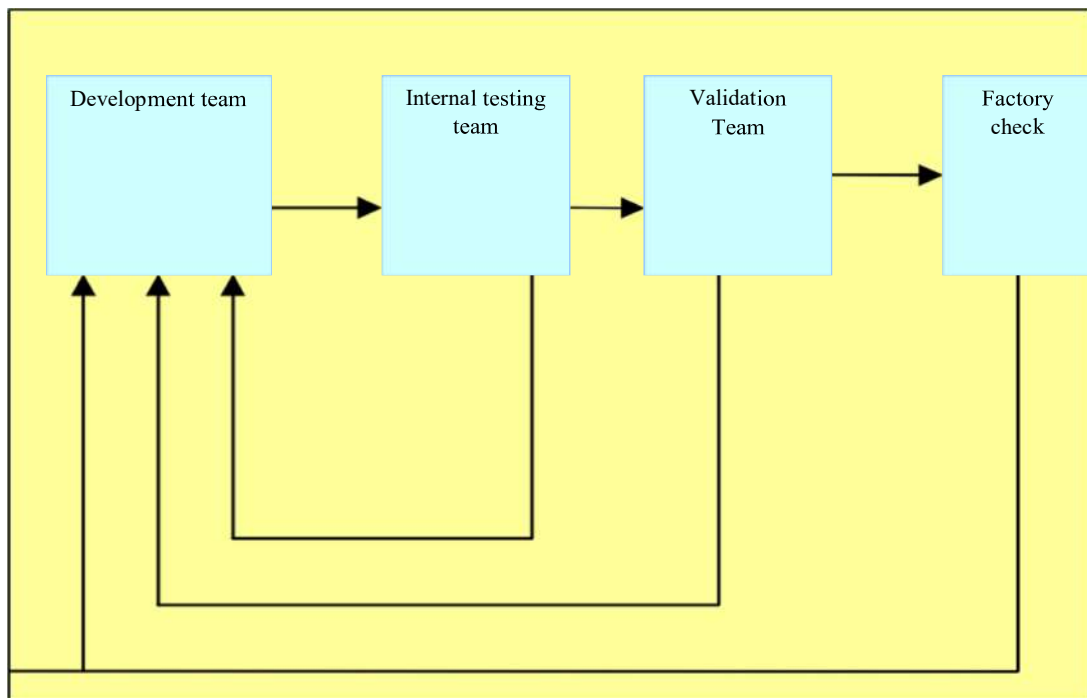 Development team
Internal testing
team
Validation
Team
Factory
check